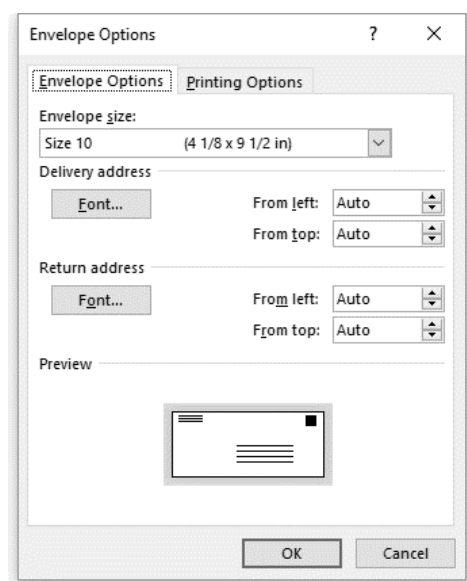 Envelope Options ? ×
Envelope Options Printing Options
Envelope size:
Size 10 (4 1/8 x 9 1/2 in)
Delivery address
Font... From left: Auto
From top: Auto
Return address
Font... From left: Auto
From top: Auto
Preview
OK Cancel